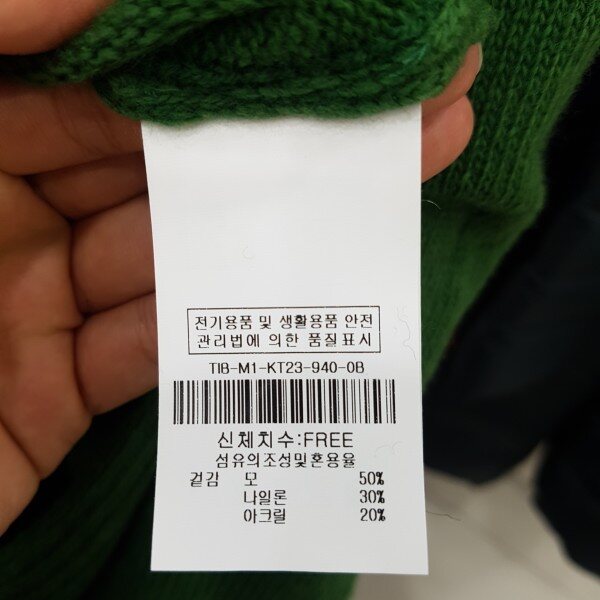 전기용품 및 생활용품 안전
관리법에 의한 품질표시
TIB-M1-KT23-940-0B
신체치수:FREE
섬유의조성및혼용율
겉감 모 50%
나일론 30%
아크릴 20%